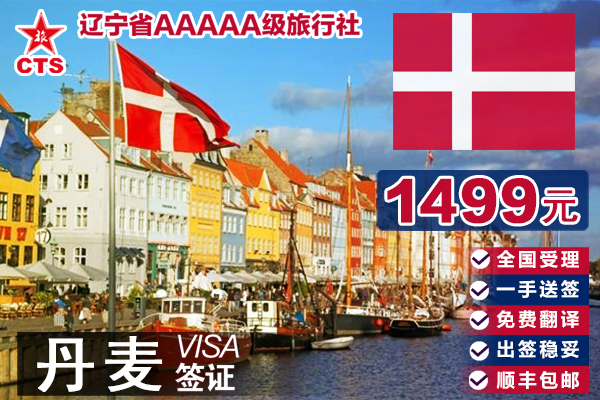 旅
CTS
辽宁省AAAAA级旅行社
1499元
全国受理
一手送签
免费翻译
出签稳妥
顺丰包邮
丹麦
VISA
签证